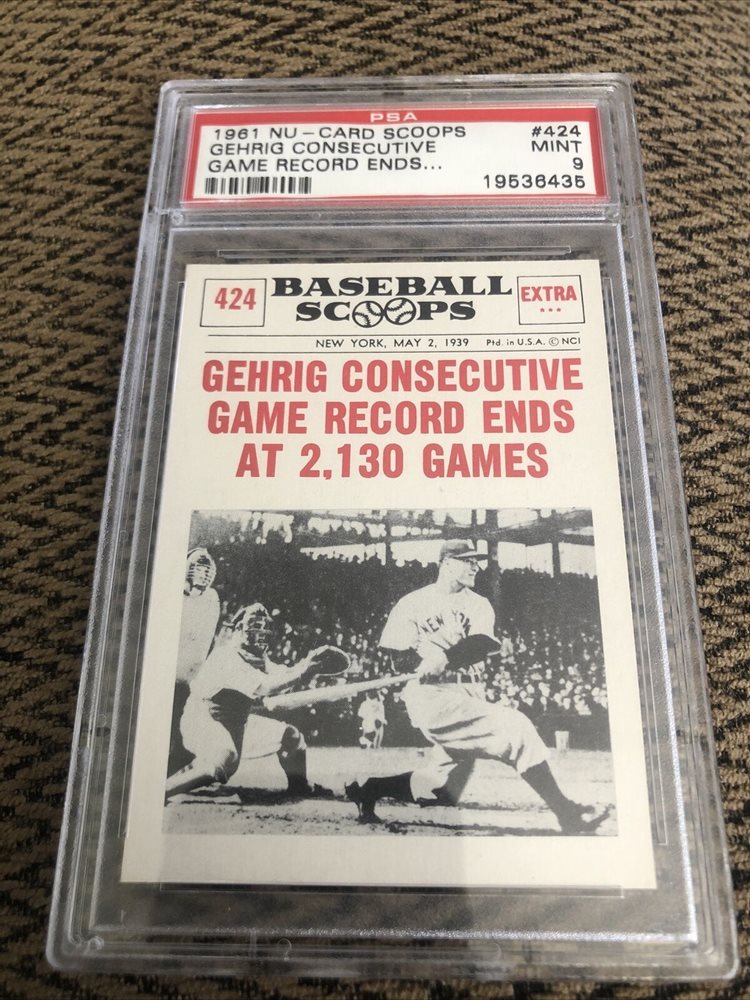 PSA
1961 NU-CARD SCOOPS #424
GEHRIG CONSECUTIVE MINT
GAME RECORD ENDS... 9
19536435
424 BASEBALL SCOOPS EXTRA
NEW YORK, MAY 2, 1939 Ptd. in U.S.A. © NCI
GEHRIG CONSECUTIVE
GAME RECORD ENDS
AT 2,130 GAMES
NEW YORK